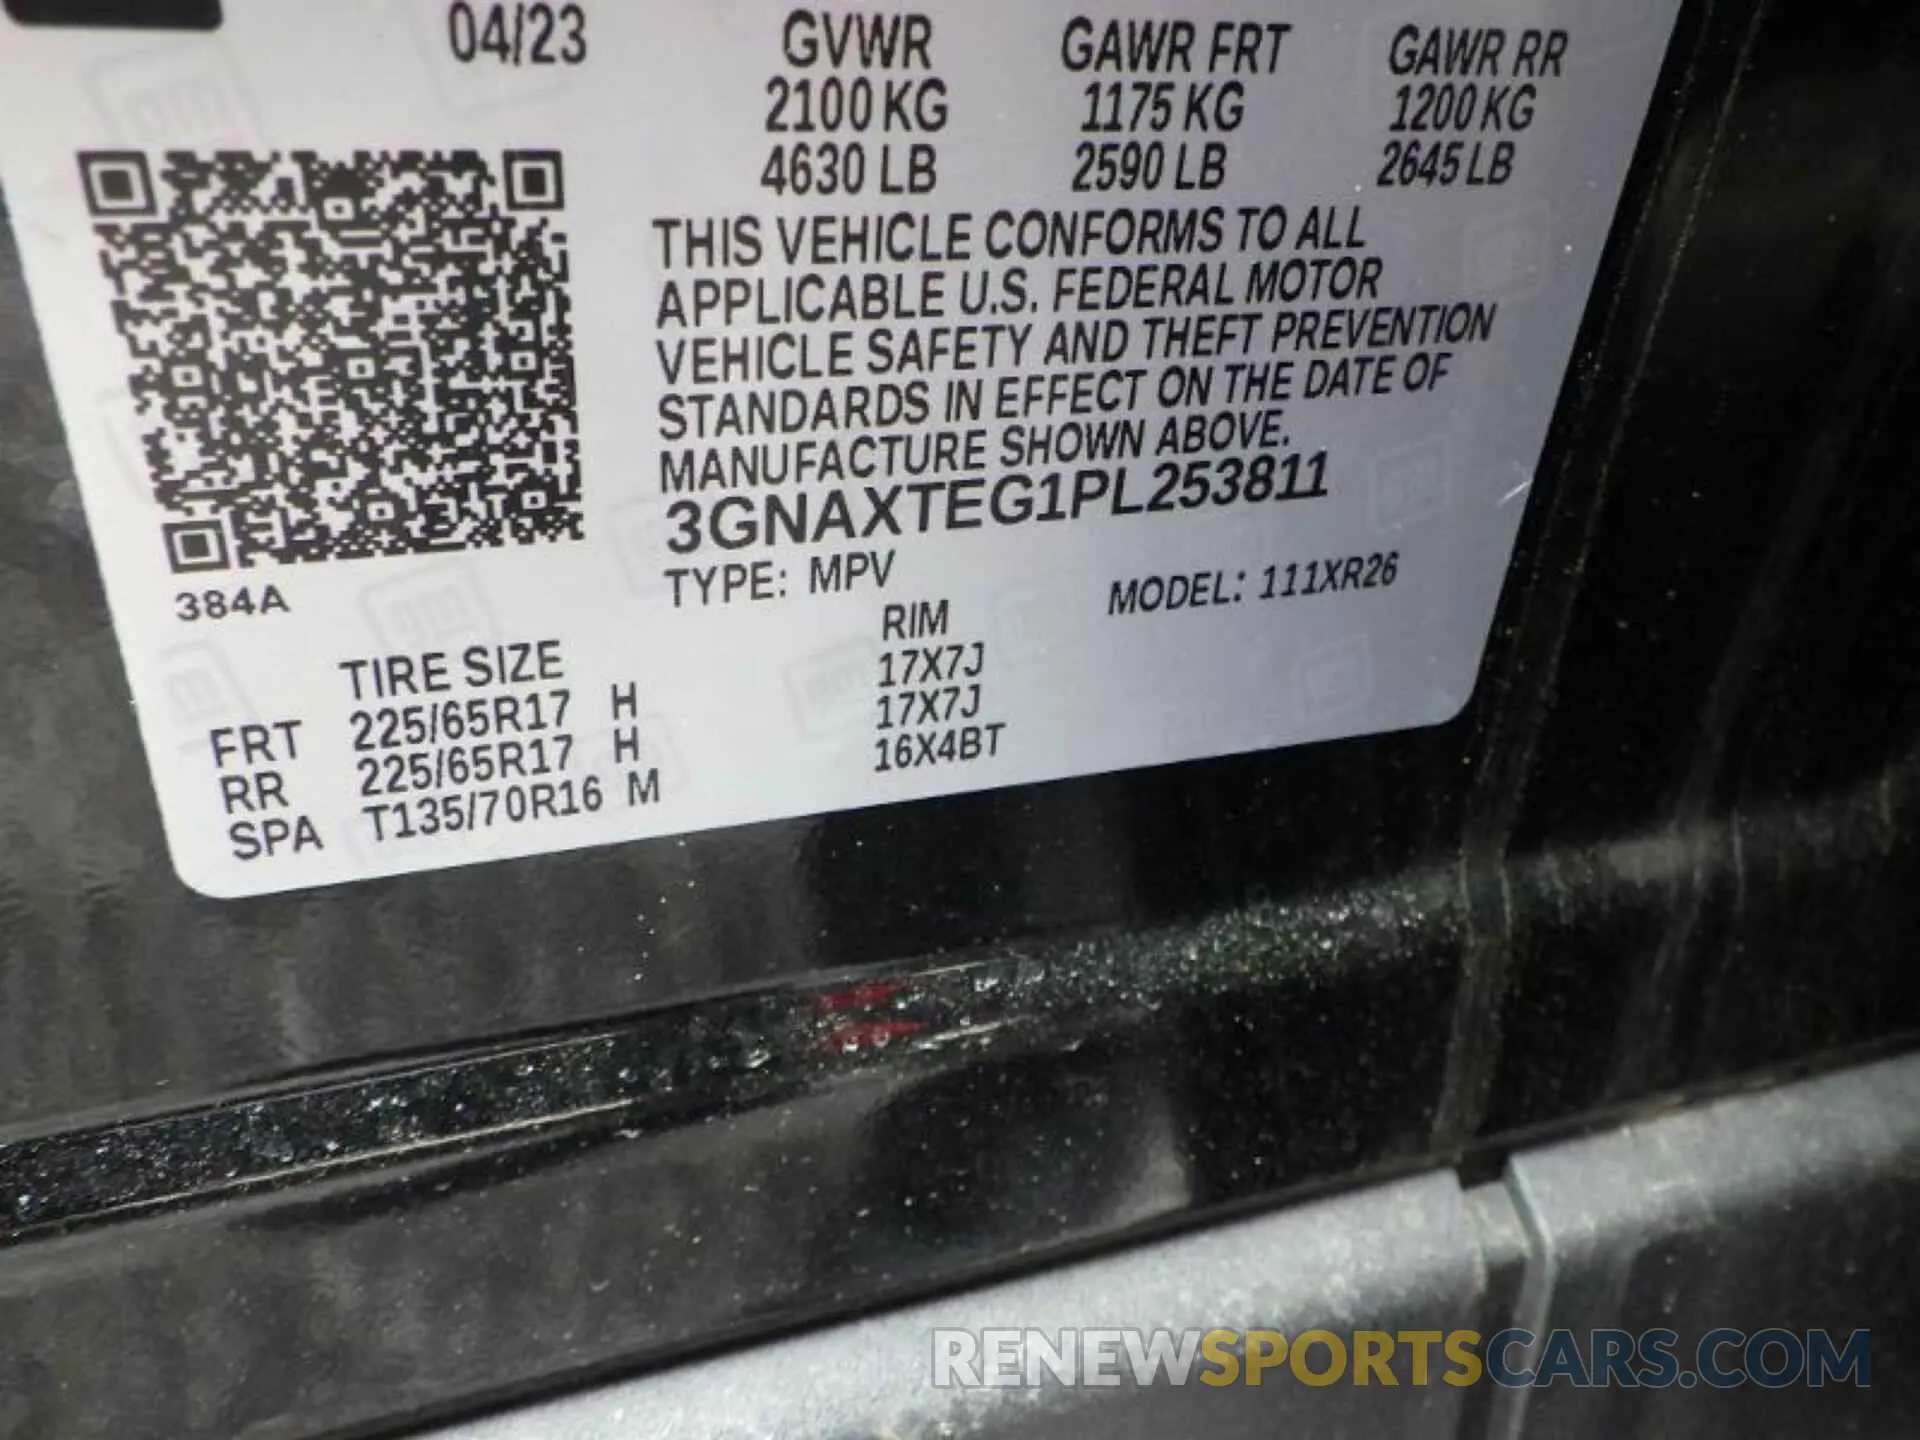 04/23 GVWR GAWR FRT GAWR RR
2100 KG 1175 KG 1200 KG
4630 LB 2590 LB 2645 LB
THIS VEHICLE CONFORMS TO ALL
APPLICABLE U.S. FEDERAL MOTOR
VEHICLE SAFETY AND THEFT PREVENTION
STANDARDS IN EFFECT ON THE DATE OF
MANUFACTURE SHOWN ABOVE.
3GNAXTEG1PL253811
TYPE: MPV MODEL: 111XR26
384A
TIRE SIZE RIM
FRT 225/65R17 H 17X7J
RR 225/65R17 H 17X7J
SPA T135/70R16 M 16X4BT
RENEWSPORTSCARS.COM